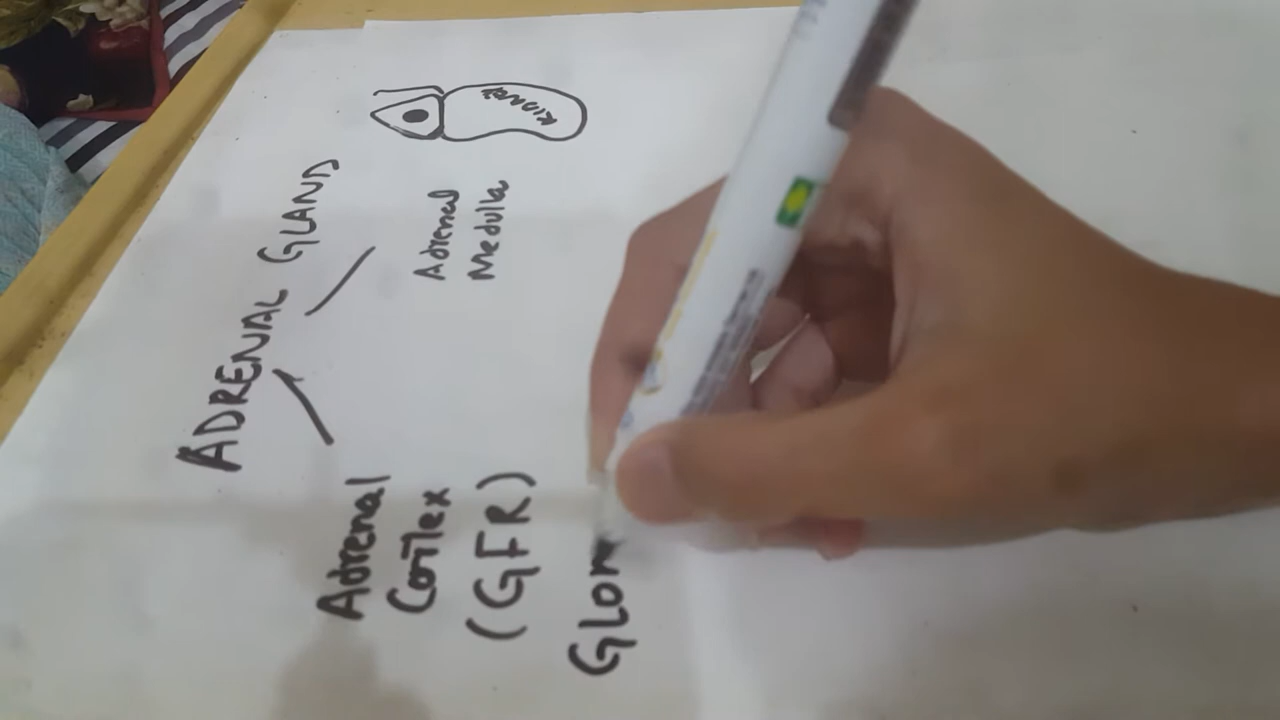 ADRENAL GLAND
KIDNEY
Adrenal
Medulla
Adrenal
Cortex
(GFR)
GLOM